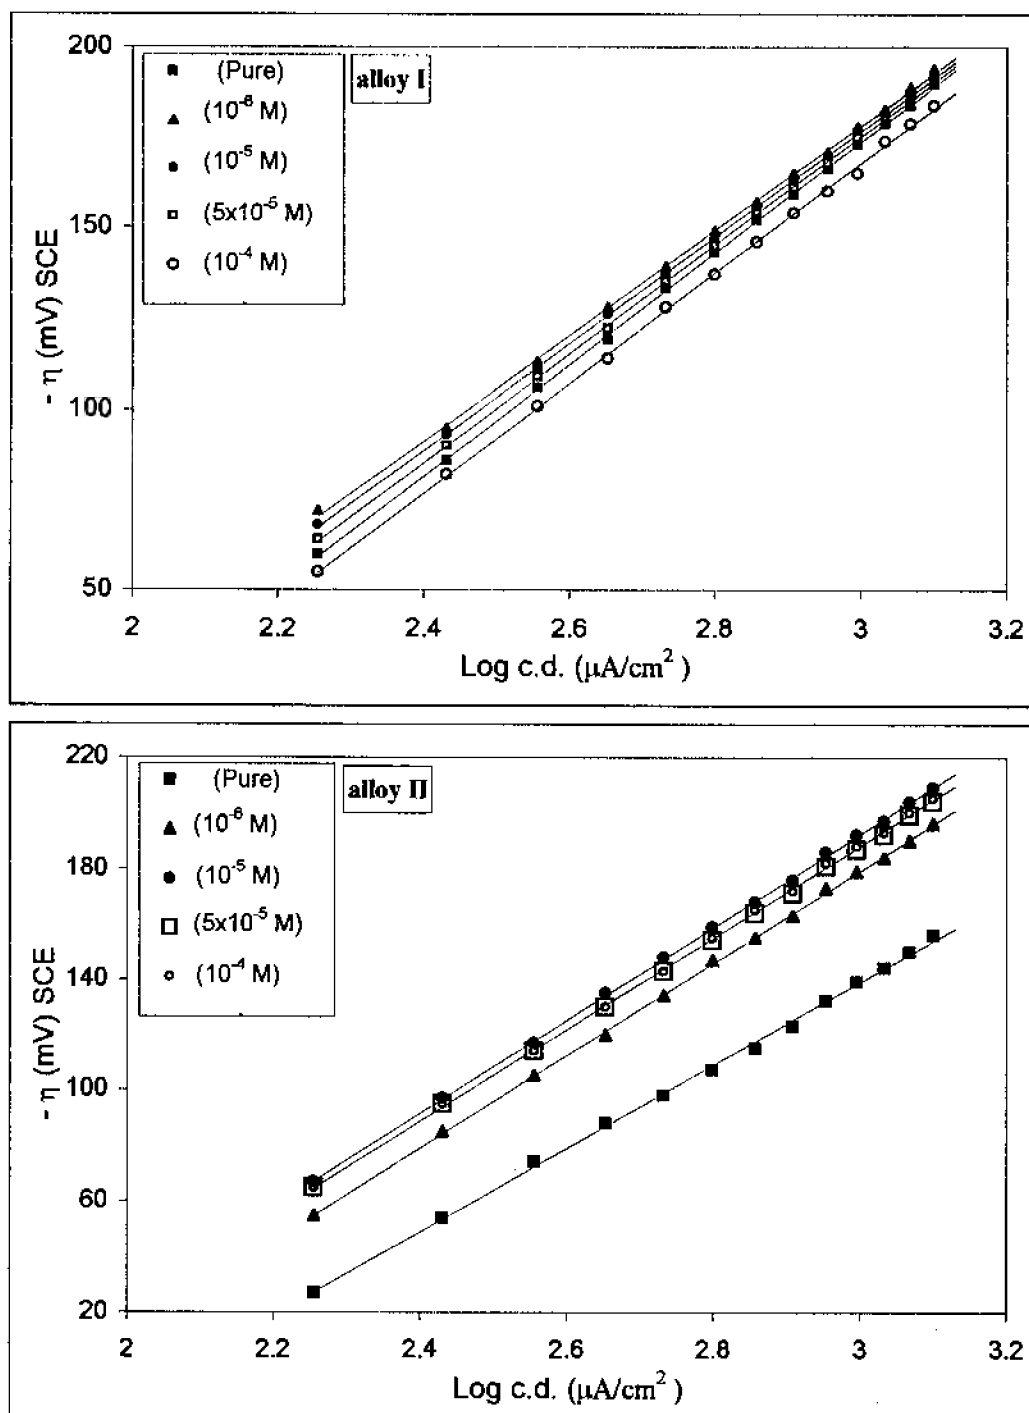 200
150
100
50
- η (mV) SCE
(Pure)
(10⁻⁶ M)
(10⁻⁵ M)
(5x10⁻⁵ M)
(10⁻⁴ M)
alloy I
2 2.2 2.4 2.6 2.8 3 3.2
Log c.d. (µA/cm²)
220
180
140
100
60
20
- η (mV) SCE
(Pure)
(10⁻⁶ M)
(10⁻⁵ M)
(5x10⁻⁵ M)
(10⁻⁴ M)
alloy II
2 2.2 2.4 2.6 2.8 3 3.2
Log c.d. (µA/cm²)